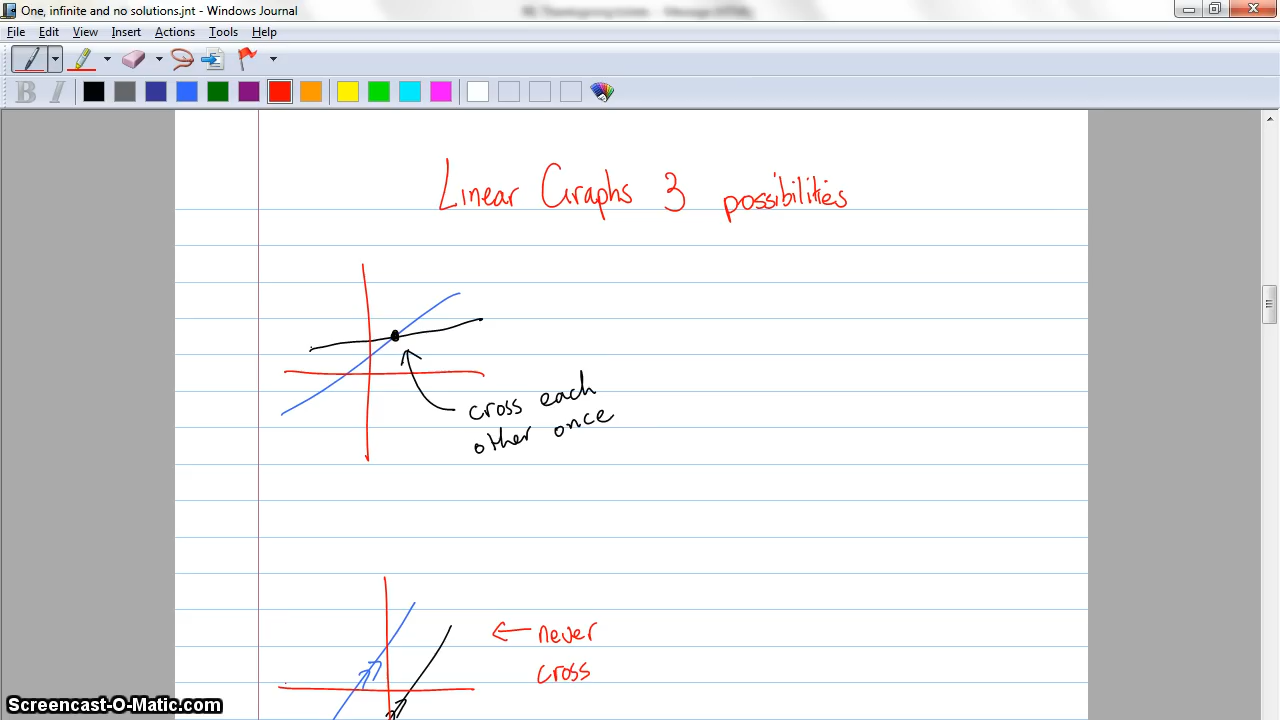 One, infinite and no solutions.jnt - Windows Journal
File Edit View Insert Actions Tools Help
B I
Linear Graphs 3 possibilities
cross each
other once
never
cross
Screencast-O-Matic.com